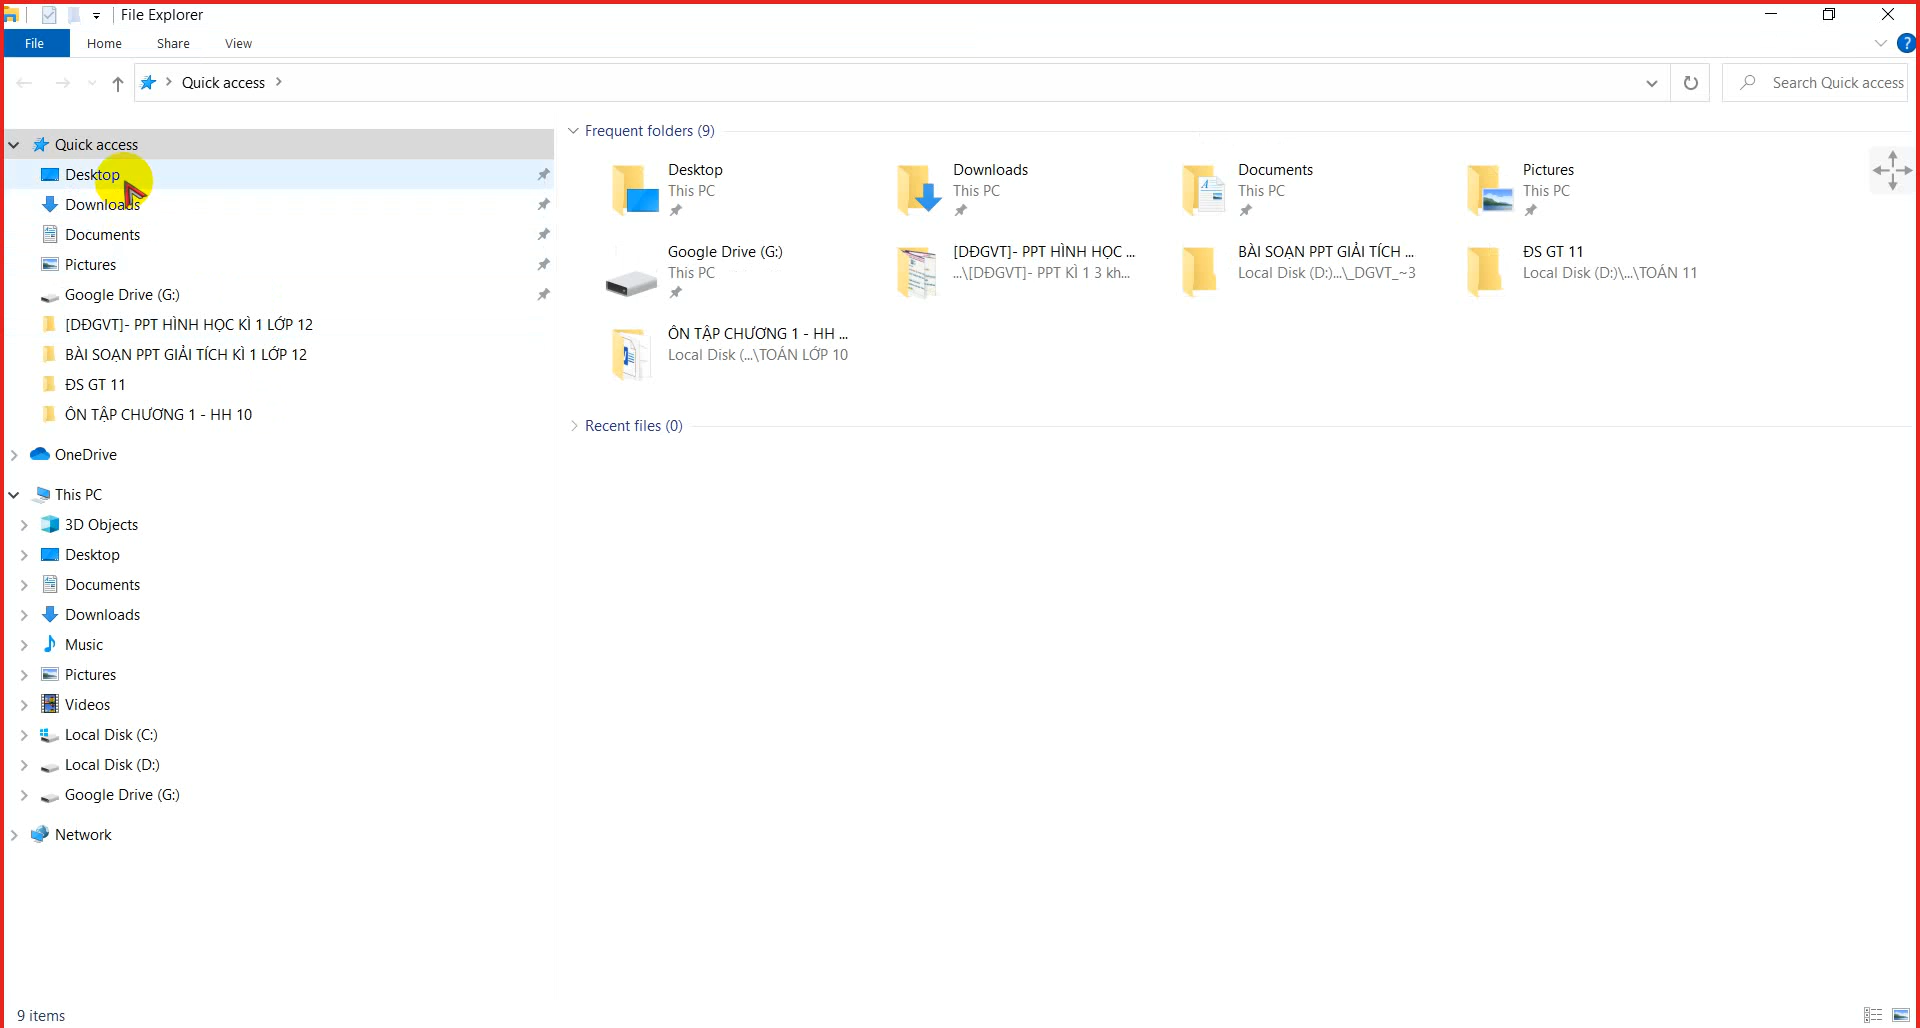 File Explorer
File Home Share View ?
Quick access
Search Quick access
Quick access
Desktop
Downloads
Documents
Pictures
Google Drive (G:)
[DĐGVT]- PPT HÌNH HỌC KÌ 1 LỚP 12
BÀI SOẠN PPT GIẢI TÍCH KÌ 1 LỚP 12
ĐS GT 11
ÔN TẬP CHƯƠNG 1 - HH 10
OneDrive
This PC
3D Objects
Desktop
Documents
Downloads
Music
Pictures
Videos
Local Disk (C:)
Local Disk (D:)
Google Drive (G:)
Network
Frequent folders (9)
Desktop
This PC
Downloads
This PC
Documents
This PC
Pictures
This PC
Google Drive (G:)
This PC
[DĐGVT]- PPT HÌNH HỌC ...
...\[DĐGVT]- PPT KÌ 1 3 kh...
BÀI SOẠN PPT GIẢI TÍCH ...
Local Disk (D:)...\_DGVT_~3
ĐS GT 11
Local Disk (D:)\...\TOÁN 11
ÔN TẬP CHƯƠNG 1 - HH ...
Local Disk (...\TOÁN LỚP 10
Recent files (0)
9 items